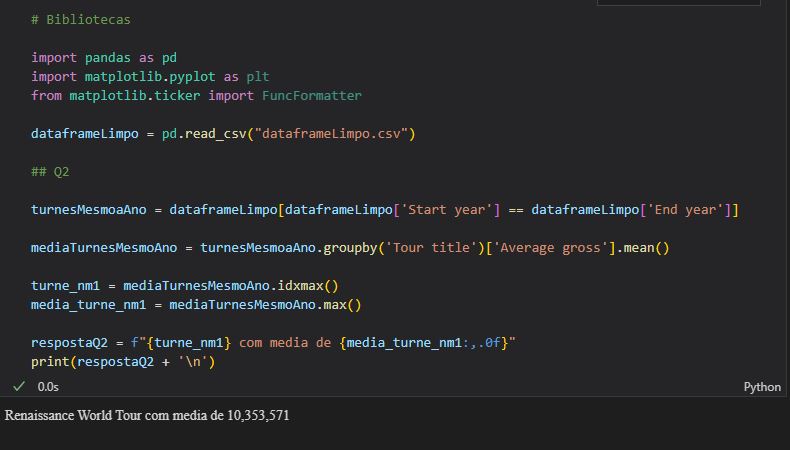 # Bibliotecas
import pandas as pd
import matplotlib.pyplot as plt
from matplotlib.ticker import FuncFormatter
dataframeLimpo = pd.read_csv("dataframeLimpo.csv")
## Q2
turnesMesmoaAno = dataframeLimpo[dataframeLimpo['Start year'] == dataframeLimpo['End year']]
mediaTurnesMesmoAno = turnesMesmoaAno.groupby('Tour title')['Average gross'].mean()
turne_nm1 = mediaTurnesMesmoAno.idxmax()
media_turne_nm1 = mediaTurnesMesmoAno.max()
respostaQ2 = f"{turne_nm1} com media de {media_turne_nm1:,.0f}"
print(respostaQ2 + '\n')
0.0s
Python
Renaissance World Tour com media de 10,353,571